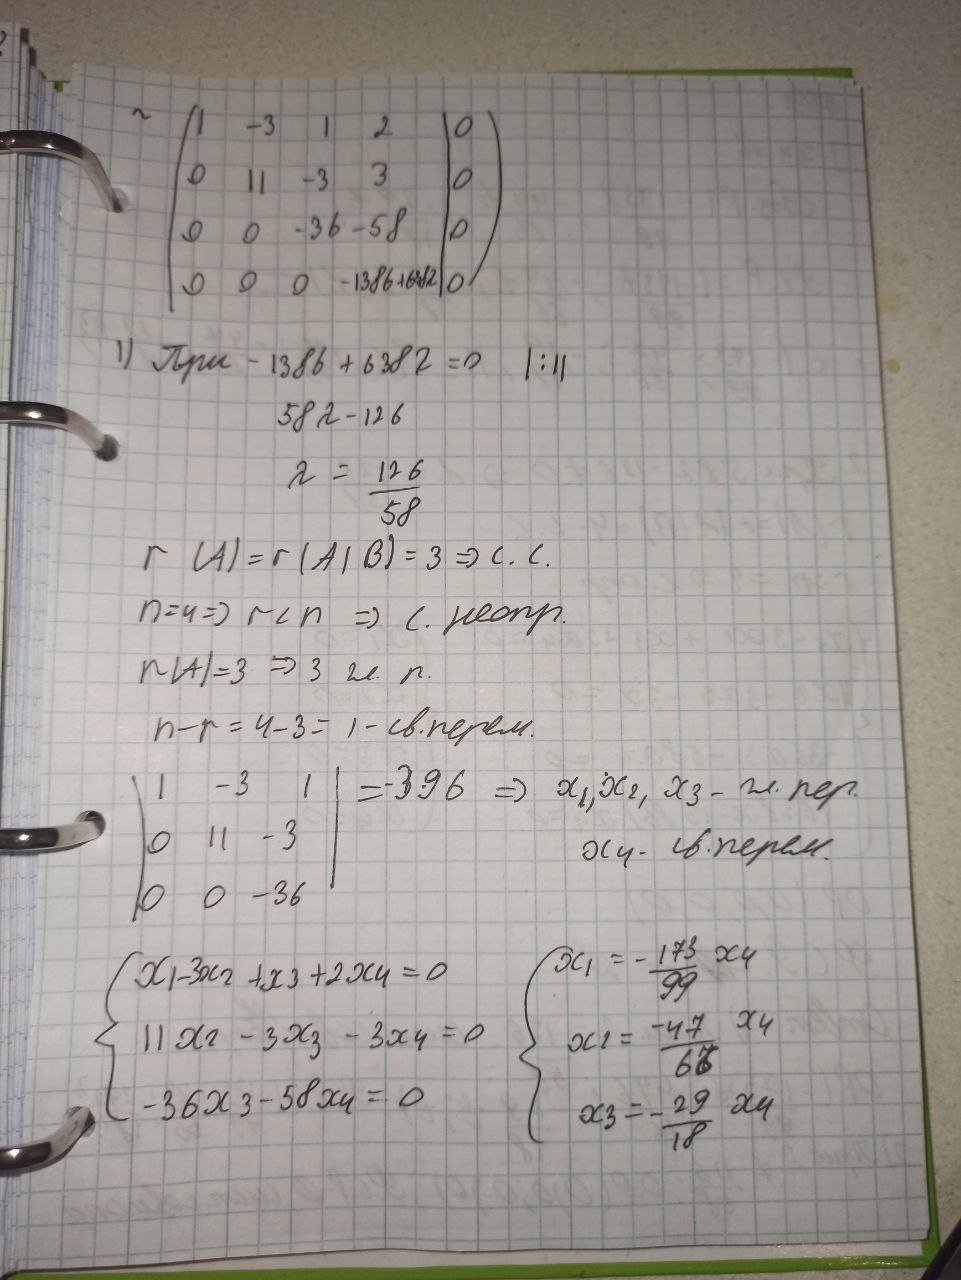 ~ ( 1 -3 1 2 | 0 )
0 11 -3 3 | 0
0 0 -36 -58 | 0
0 0 0 -1386+638λ | 0
1) При -1386 + 638λ = 0 |:11
58λ - 126
λ = 126/58
r(A) = r(A|B) = 3 => с. с.
n=4 => r < n => с. неопр.
r(A)=3 => 3 гл. п.
n-r = 4-3 = 1 - св. перем.
| 1 -3 1 | = -396 => x1, x2, x3 - гл. пер.
0 11 -3 x4 - св. перем.
0 0 -36
{ x1 - 3x2 + x3 + 2x4 = 0
11x2 - 3x3 - 3x4 = 0
-36x3 - 58x4 = 0
{ x1 = - 173/99 x4
x2 = -47/66 x4
x3 = - 29/18 x4